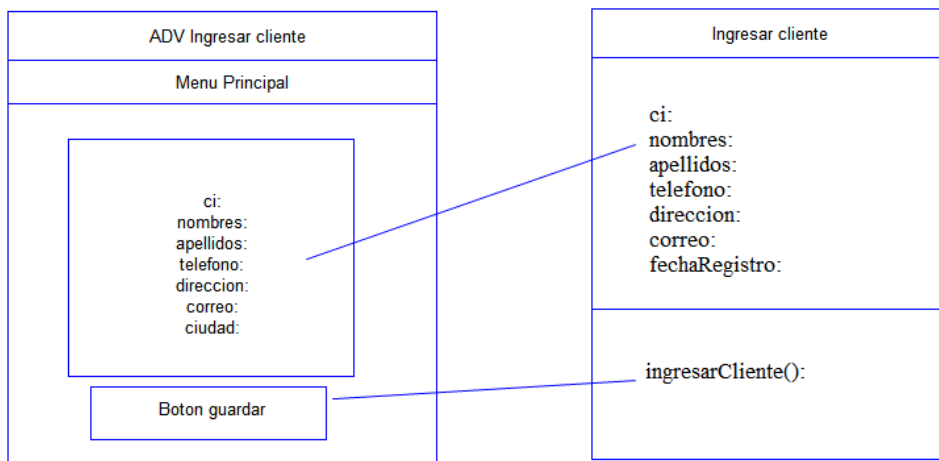 ADV Ingresar cliente
Menu Principal
ci:
nombres:
apellidos:
telefono:
direccion:
correo:
ciudad:
Boton guardar
Ingresar cliente
ci:
nombres:
apellidos:
telefono:
direccion:
correo:
fechaRegistro:
ingresarCliente():